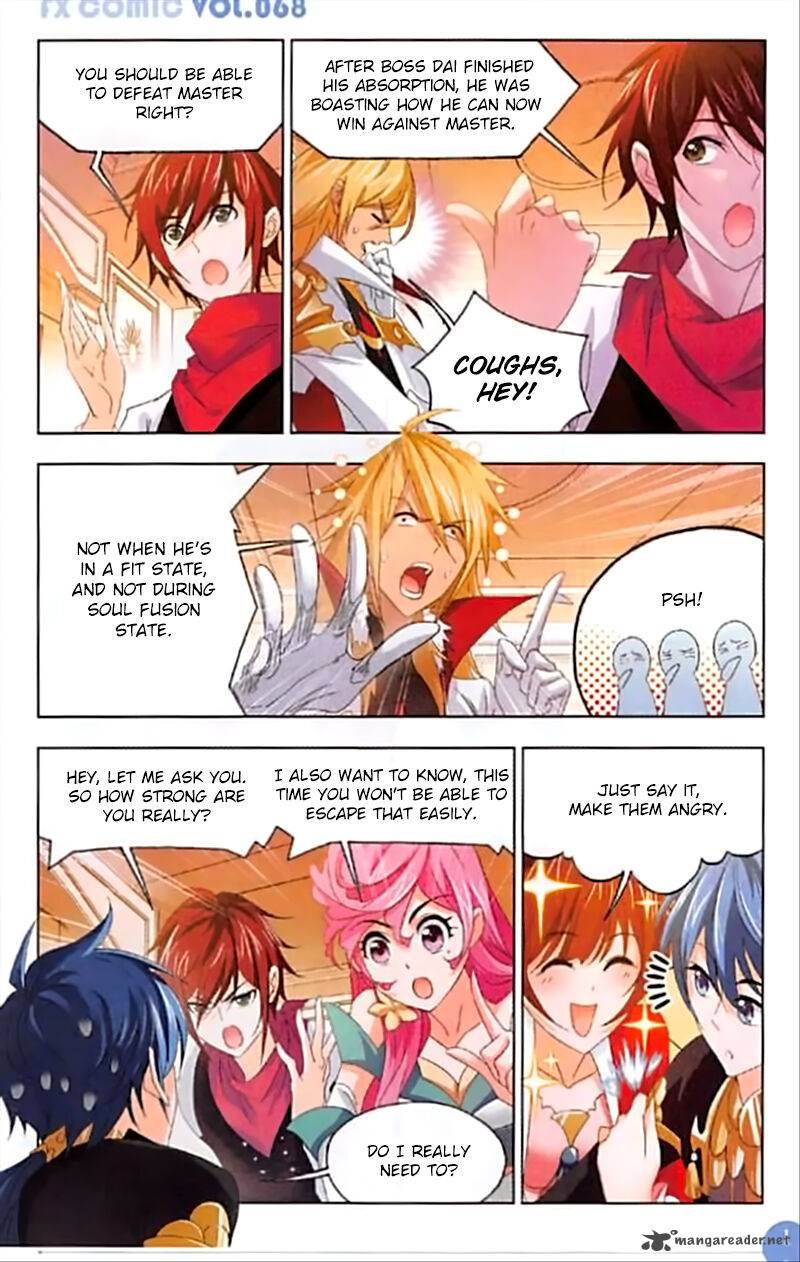 FX COMIC VOL.068
YOU SHOULD BE ABLE
TO DEFEAT MASTER
RIGHT?
AFTER BOSS DAI FINISHED
HIS ABSORPTION, HE WAS
BOASTING HOW HE CAN NOW
WIN AGAINST MASTER.
COUGHS,
HEY!
NOT WHEN HE'S
IN A FIT STATE,
AND NOT DURING
SOUL FUSION
STATE.
PSH!
HEY, LET ME ASK YOU.
SO HOW STRONG ARE
YOU REALLY?
I ALSO WANT TO KNOW, THIS
TIME YOU WON'T BE ABLE TO
ESCAPE THAT EASILY.
JUST SAY IT,
MAKE THEM ANGRY.
DO I REALLY
NEED TO?
mangareader.net